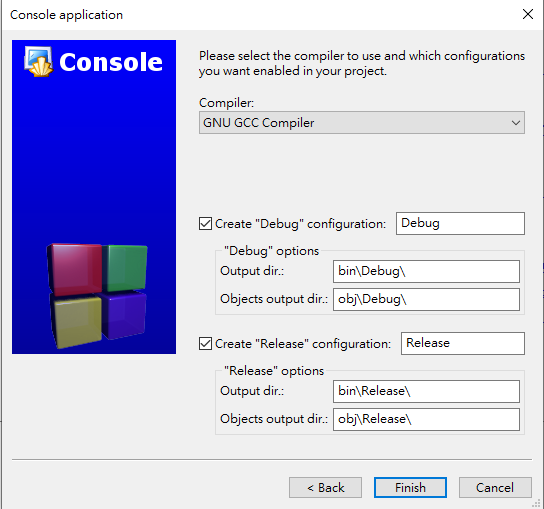 Console application
Console
Please select the compiler to use and which configurations
you want enabled in your project.
Compiler:
GNU GCC Compiler
Create "Debug" configuration: Debug
"Debug" options
Output dir.: bin\Debug\
Objects output dir.: obj\Debug\
Create "Release" configuration: Release
"Release" options
Output dir.: bin\Release\
Objects output dir.: obj\Release\
< Back Finish Cancel